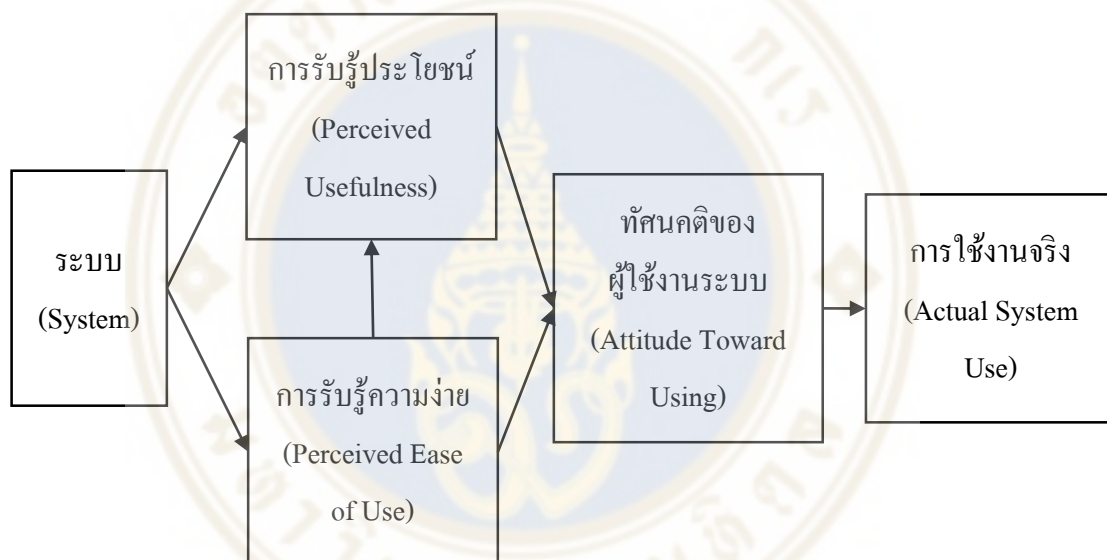 การรับรู้ประโยชน์
(Perceived
Usefulness)
ระบบ
(System)
การรับรู้ความง่าย
(Perceived Ease
of Use)
ทัศนคติของ
ผู้ใช้งานระบบ
(Attitude Toward
Using)
การใช้งานจริง
(Actual System
Use)